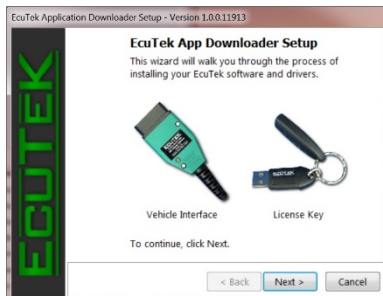 EcuTek Application Downloader Setup - Version 1.0.0.11913
EcuTek App Downloader Setup
This wizard will walk you through the process of
installing your EcuTek software and drivers.
ECUTEK
ECUTEK
ECUTEK
Vehicle Interface
License Key
To continue, click Next.
< Back
Next >
Cancel